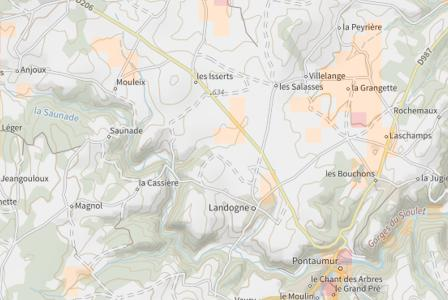 D206
la Peyrière
D987
Anjoux
Mouleix
les Isserts
634
Villelange
les Salasses
la Grangette
la Saunade
Rochemaux
Léger
Saunade
Laschamps
Jeangouloux
la Cassière
les Bouchons
la Jugie
Magnol
Landogne
Gorges du Sioulet
Pontaumur
le Chant des Arbres
le Grand Pré
le Moulin